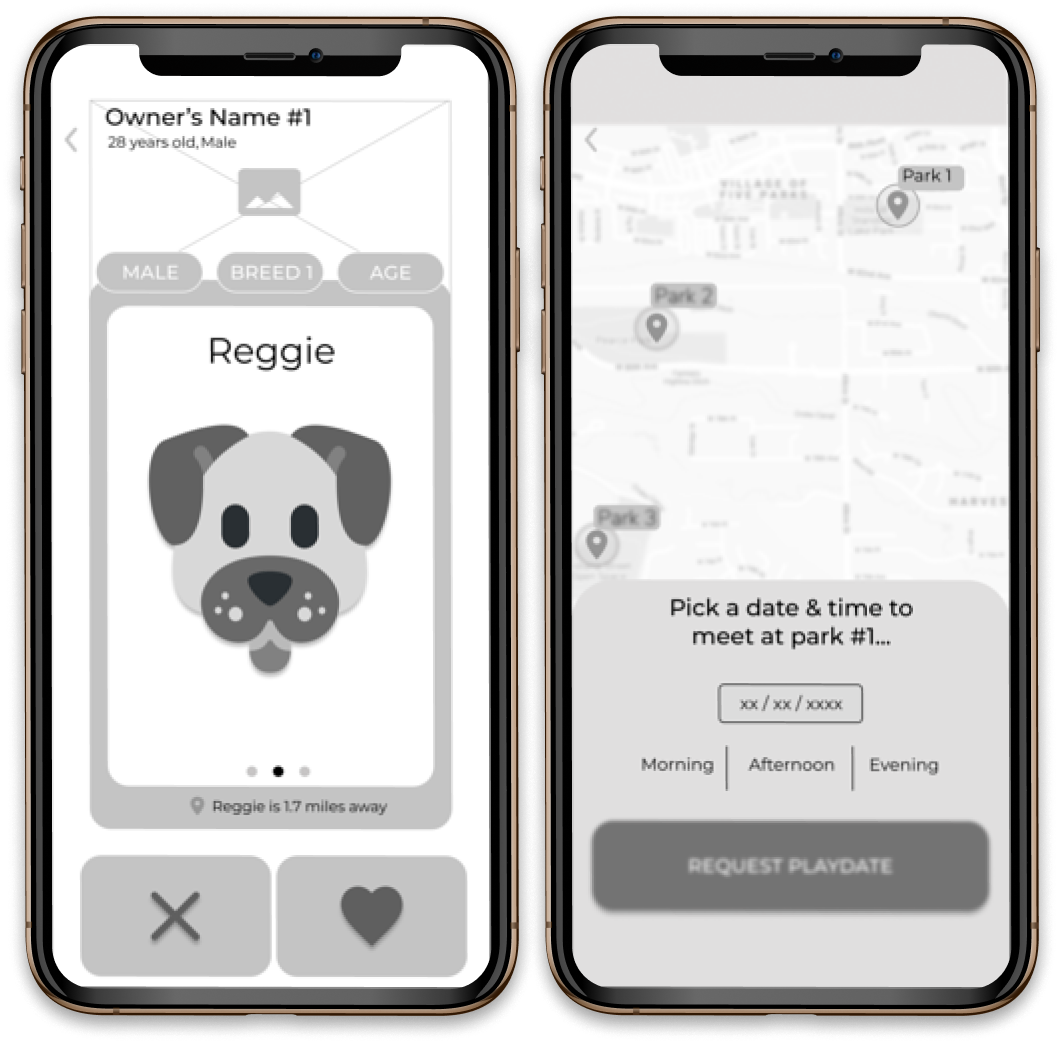 Owner's Name #1
28 years old, Male
MALE
BREED 1
AGE
Reggie
Reggie is 1.7 miles away
VILLAGE OF
FIVE PARKS
Park 1
Park 2
Park 3
HARVES
Pick a date & time to
meet at park #1...
xx / xx / xxxx
Morning
Afternoon
Evening
REQUEST PLAYDATE